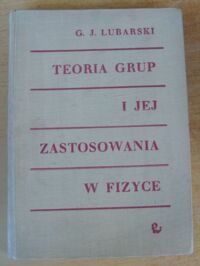 G. J. LUBARSKI
TEORIA GRUP
I JEJ
ZASTOSOWANIA
W FIZYCE